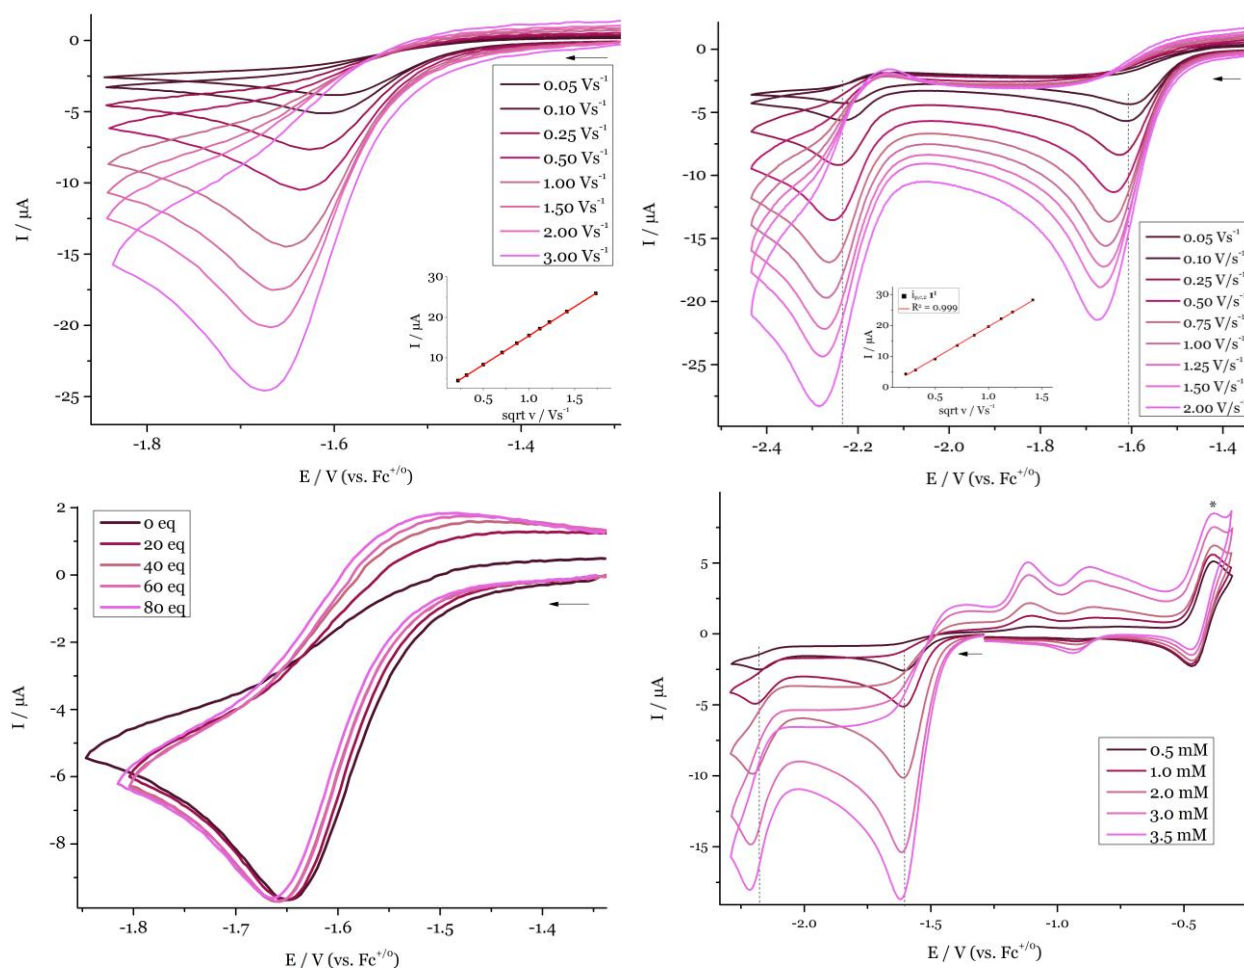 0
-5
-10
-15
-20
-25
I / µA
0.05 Vs⁻¹
0.10 Vs⁻¹
0.25 Vs⁻¹
0.50 Vs⁻¹
1.00 Vs⁻¹
1.50 Vs⁻¹
2.00 Vs⁻¹
3.00 Vs⁻¹
30
20
10
I / µA
0.5 1.0 1.5
sqrt v / Vs⁻¹
-1.8 -1.6 -1.4
E / V (vs. Fc⁺ᐟ⁰)
0
-5
-10
-15
-20
-25
I / µA
0.05 Vs⁻¹
0.10 V/s⁻¹
0.25 V/s⁻¹
0.50 V/s⁻¹
0.75 V/s⁻¹
1.00 V/s⁻¹
1.25 V/s⁻¹
1.50 V/s⁻¹
2.00 V/s⁻¹
R² = 0.999
30
20
10
0
I / µA
0.0 0.5 1.0 1.5
sqrt v / Vs⁻¹
-2.4 -2.2 -2.0 -1.8 -1.6 -1.4
E / V (vs. Fc⁺ᐟ⁰)
2
0
-2
-4
-6
-8
I / µA
0 eq
20 eq
40 eq
60 eq
80 eq
-1.8 -1.7 -1.6 -1.5 -1.4
E / V (vs. Fc⁺ᐟ⁰)
*
5
0
-5
-10
-15
I / µA
0.5 mM
1.0 mM
2.0 mM
3.0 mM
3.5 mM
-2.0 -1.5 -1.0 -0.5
E / V (vs. Fc⁺ᐟ⁰)